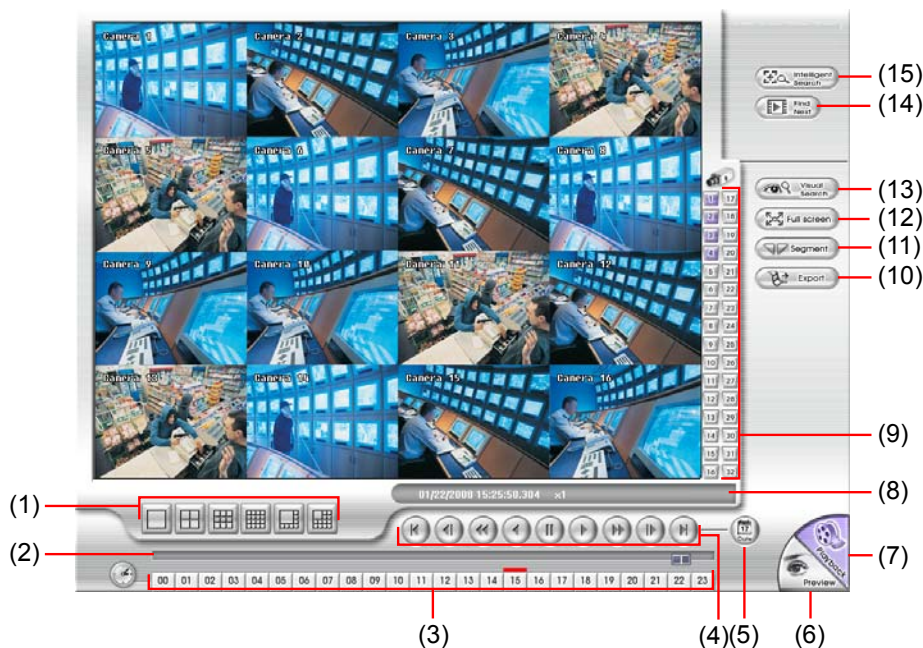 Camera 1
Camera 2
Camera 3
Camera 4
Camera 5
Camera 6
Camera 7
Camera 8
Camera 9
Camera 10
Camera 11
Camera 12
Camera 13
Camera 14
Camera 15
Camera 16
Intelligent Search
(15)
Find Next
(14)
Visual Search
(13)
Full screen
(12)
Segment
(11)
Export
(10)
1 17
2 18
3 19
4 20
5 21
6 22
7 23
8 24
9 25
10 26
11 27
12 28
13 29
14 30
15 31
16 32
(9)
01/22/2008 15:25:50.304 x1
(8)
(1)
(2)
17
Date
Playback
(7)
Preview
00 01 02 03 04 05 06 07 08 09 10 11 12 13 14 15 16 17 18 19 20 21 22 23
(3)
(4)
(5)
(6)